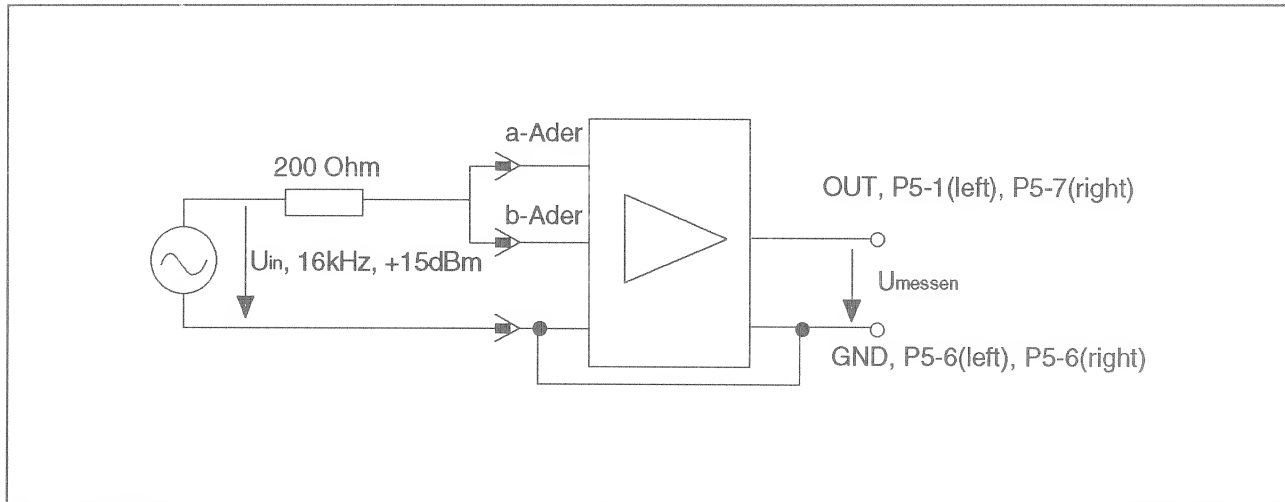 a-Ader
200 Ohm
OUT, P5-1(left), P5-7(right)
b-Ader
Uin, 16kHz, +15dBm
Umessen
GND, P5-6(left), P5-6(right)